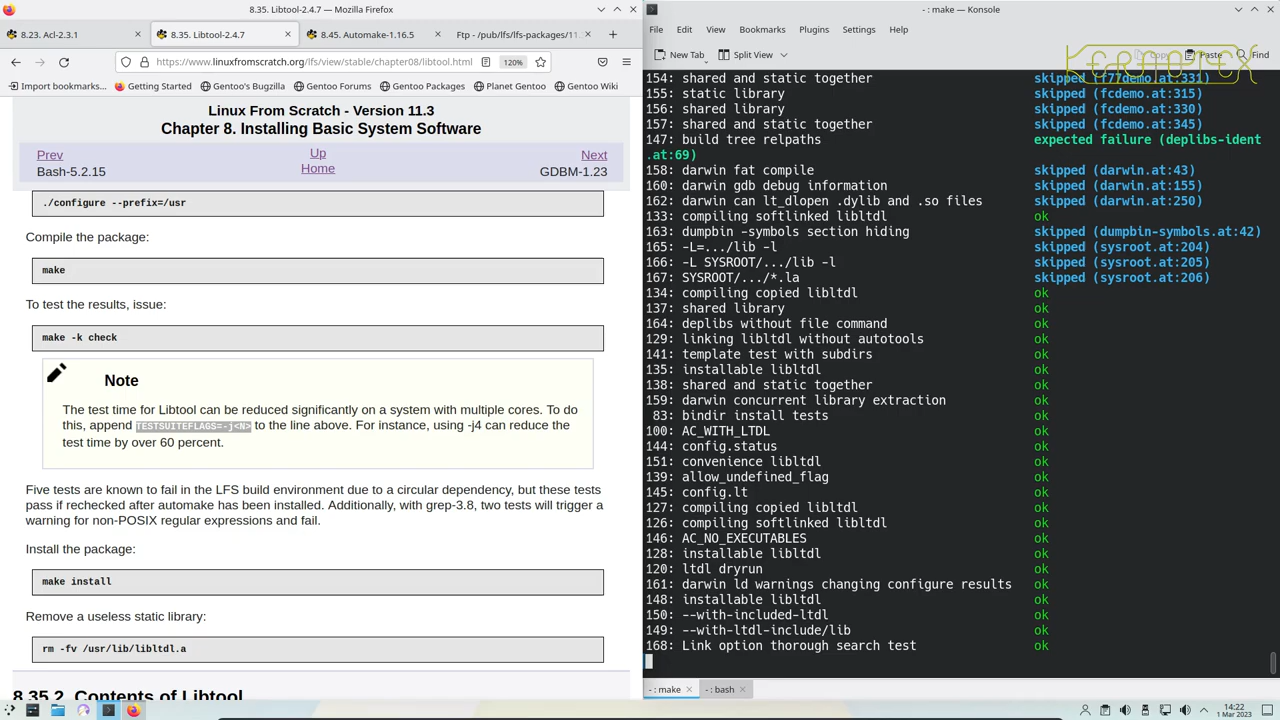 8.35. Libtool-2.4.7 — Mozilla Firefox
8.23. Acl-2.3.1
8.35. Libtool-2.4.7
8.45. Automake-1.16.5
Ftp - /pub/lfs/lfs-packages/11.
https://www.linuxfromscratch.org/lfs/view/stable/chapter08/libtool.html
120%
Import bookmarks...
Getting Started
Gentoo's Bugzilla
Gentoo Forums
Gentoo Packages
Planet Gentoo
Gentoo Wiki
Linux From Scratch - Version 11.3
Chapter 8. Installing Basic System Software
Prev
Bash-5.2.15
Up
Home
Next
GDBM-1.23
./configure --prefix=/usr
Compile the package:
make
To test the results, issue:
make -k check
Note
The test time for Libtool can be reduced significantly on a system with multiple cores. To do
this, append TESTSUITEFLAGS=-j<N> to the line above. For instance, using -j4 can reduce the
test time by over 60 percent.
Five tests are known to fail in the LFS build environment due to a circular dependency, but these tests
pass if rechecked after automake has been installed. Additionally, with grep-3.8, two tests will trigger a
warning for non-POSIX regular expressions and fail.
Install the package:
make install
Remove a useless static library:
rm -fv /usr/lib/libltdl.a
8.35.2. Contents of Libtool
- : make — Konsole
File Edit View Bookmarks Plugins Settings Help
New Tab Split View Copy Paste Find
KERNOTEX
154: shared and static together skipped (f77demo.at:331)
155: static library skipped (fcdemo.at:315)
156: shared library skipped (fcdemo.at:330)
157: shared and static together skipped (fcdemo.at:345)
147: build tree relpaths expected failure (deplibs-ident
.at:69)
158: darwin fat compile skipped (darwin.at:43)
160: darwin gdb debug information skipped (darwin.at:155)
162: darwin can lt_dlopen .dylib and .so files skipped (darwin.at:250)
133: compiling softlinked libltdl ok
163: dumpbin -symbols section hiding skipped (dumpbin-symbols.at:42)
165: -L=.../lib -l skipped (sysroot.at:204)
166: -L SYSROOT/.../lib -l skipped (sysroot.at:205)
167: SYSROOT/.../*.la skipped (sysroot.at:206)
134: compiling copied libltdl ok
137: shared library ok
164: deplibs without file command ok
129: linking libltdl without autotools ok
141: template test with subdirs ok
135: installable libltdl ok
138: shared and static together ok
159: darwin concurrent library extraction ok
83: bindir install tests ok
100: AC_WITH_LTDL ok
144: config.status ok
151: convenience libltdl ok
139: allow_undefined_flag ok
145: config.lt ok
127: compiling copied libltdl ok
126: compiling softlinked libltdl ok
146: AC_NO_EXECUTABLES ok
128: installable libltdl ok
120: ltdl dryrun ok
161: darwin ld warnings changing configure results ok
148: installable libltdl ok
150: --with-included-ltdl ok
149: --with-ltdl-include/lib ok
168: Link option thorough search test ok
- : make
- : bash
14:22
1 Mar 2023